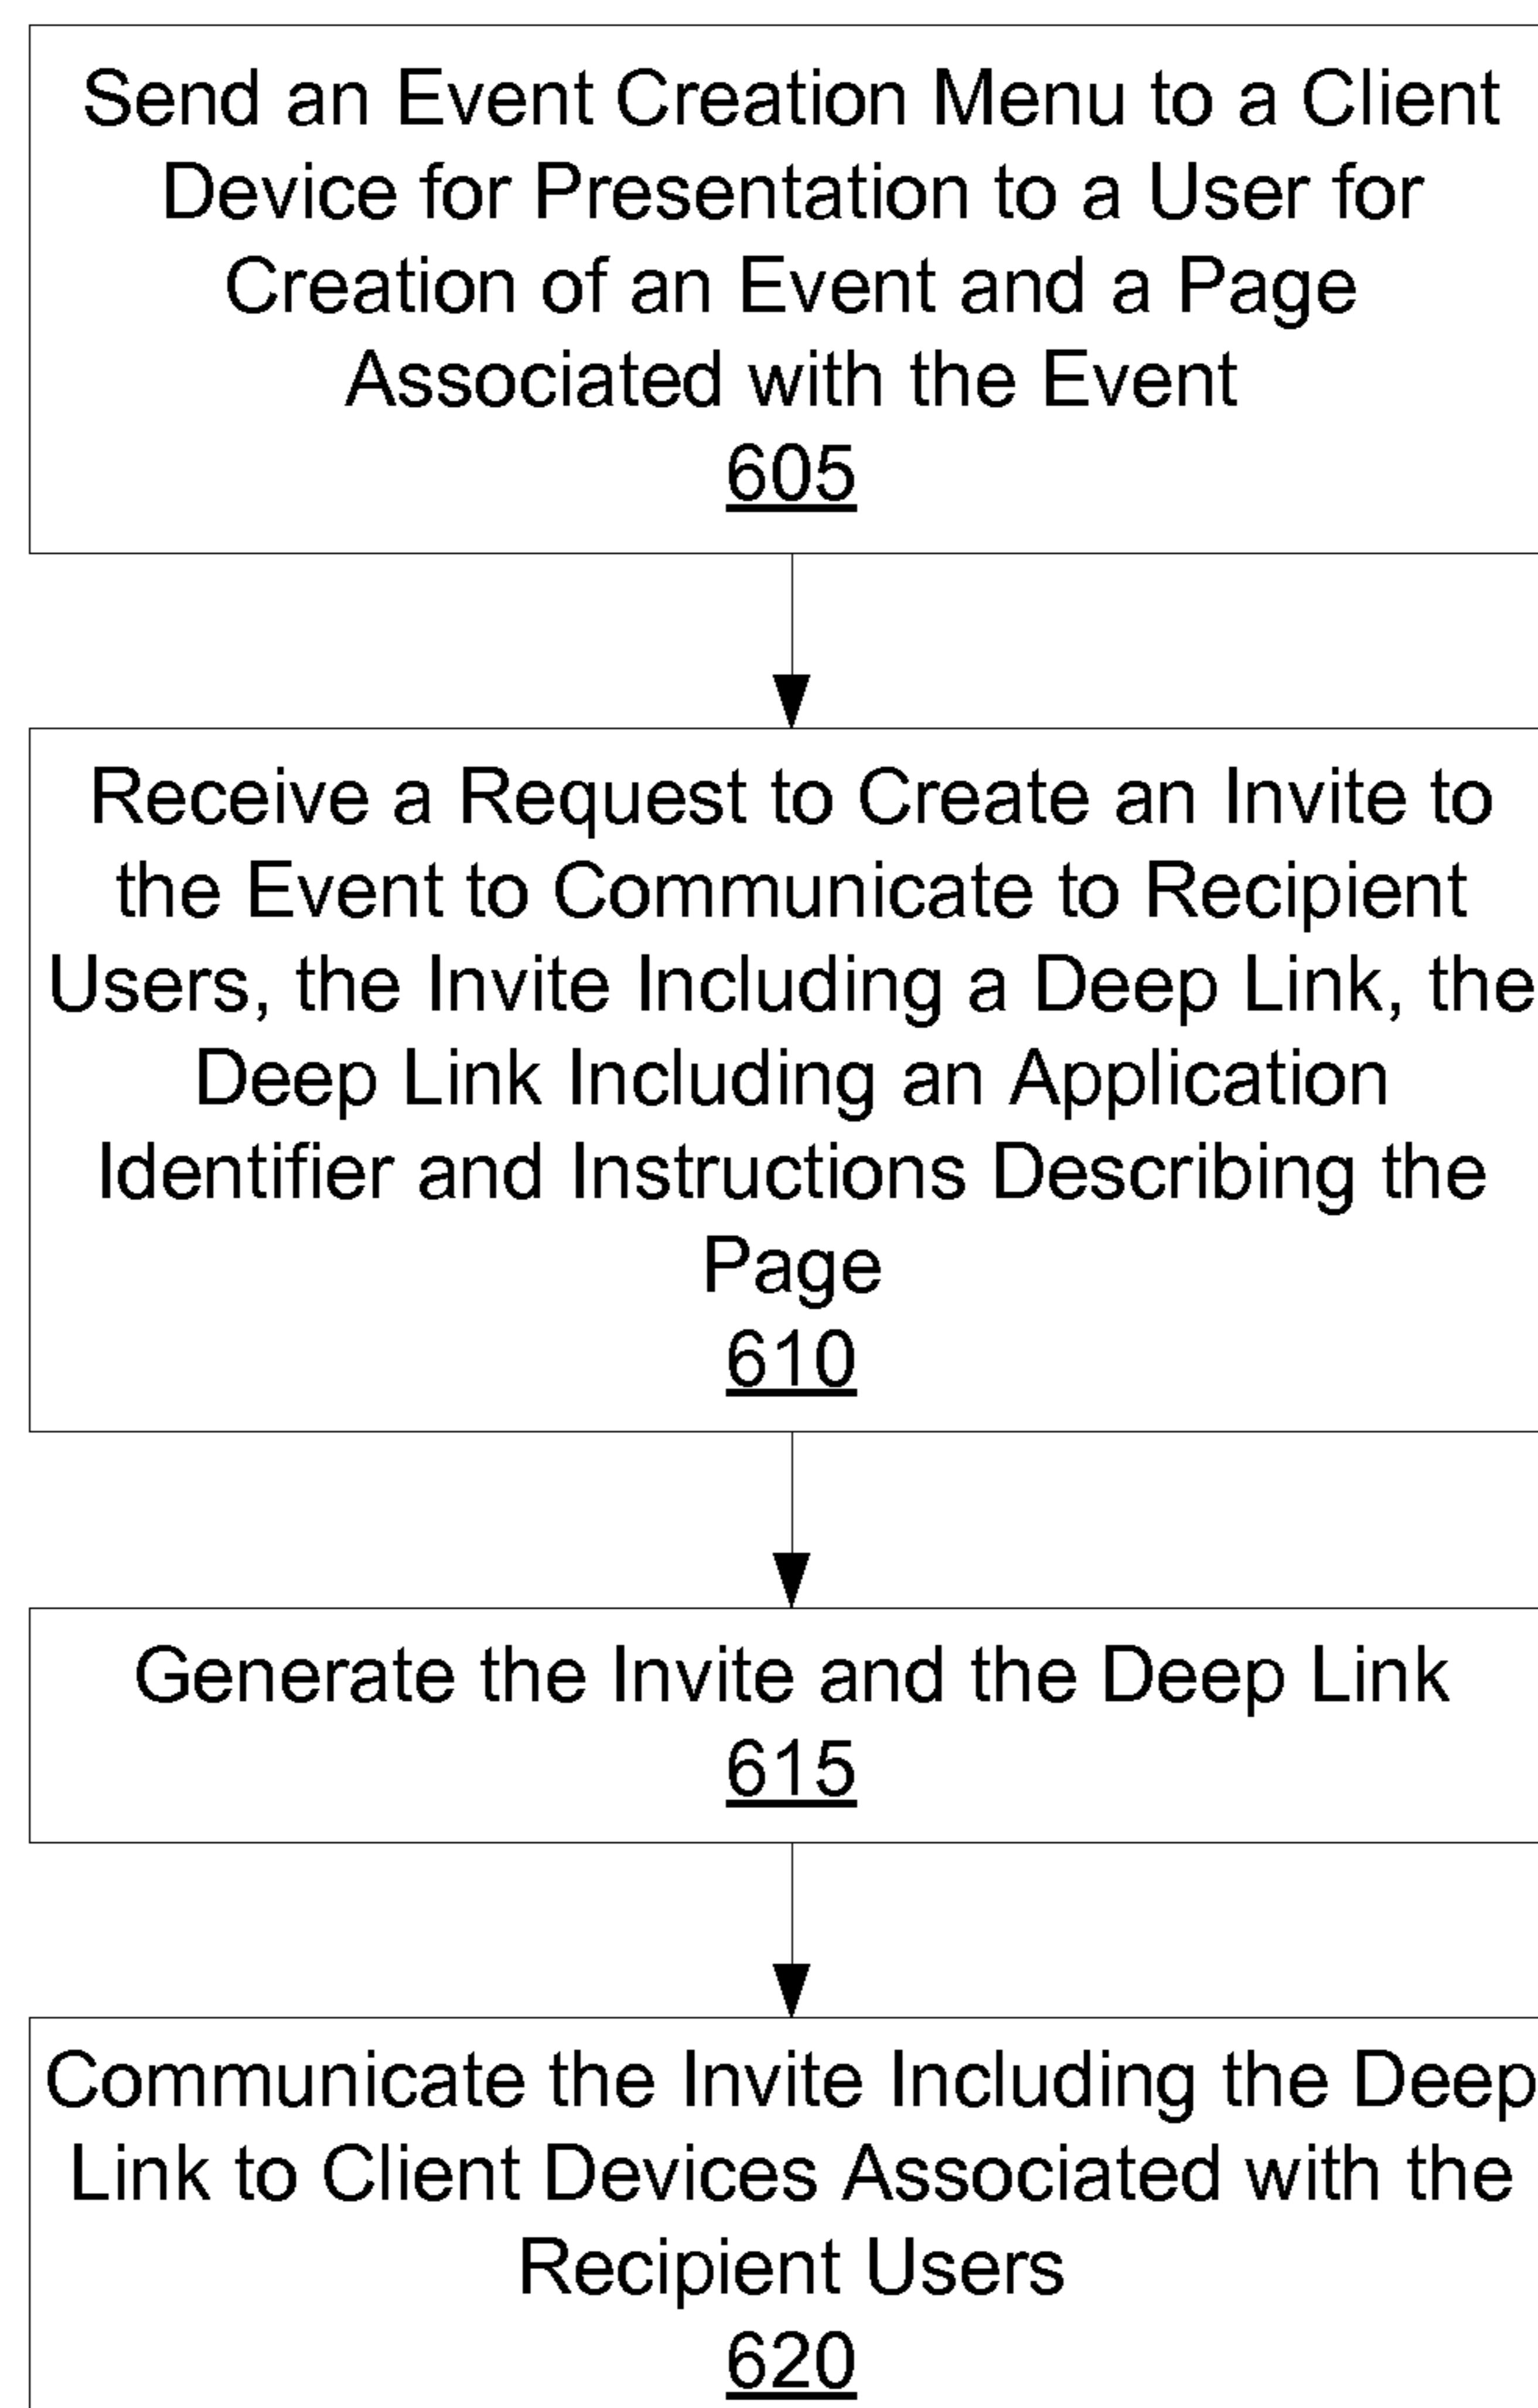 Send an Event Creation Menu to a Client
Device for Presentation to a User for
Creation of an Event and a Page
Associated with the Event
605
Receive a Request to Create an Invite to
the Event to Communicate to Recipient
Users, the Invite Including a Deep Link, the
Deep Link Including an Application
Identifier and Instructions Describing the
Page
610
Generate the Invite and the Deep Link
615
Communicate the Invite Including the Deep
Link to Client Devices Associated with the
Recipient Users
620